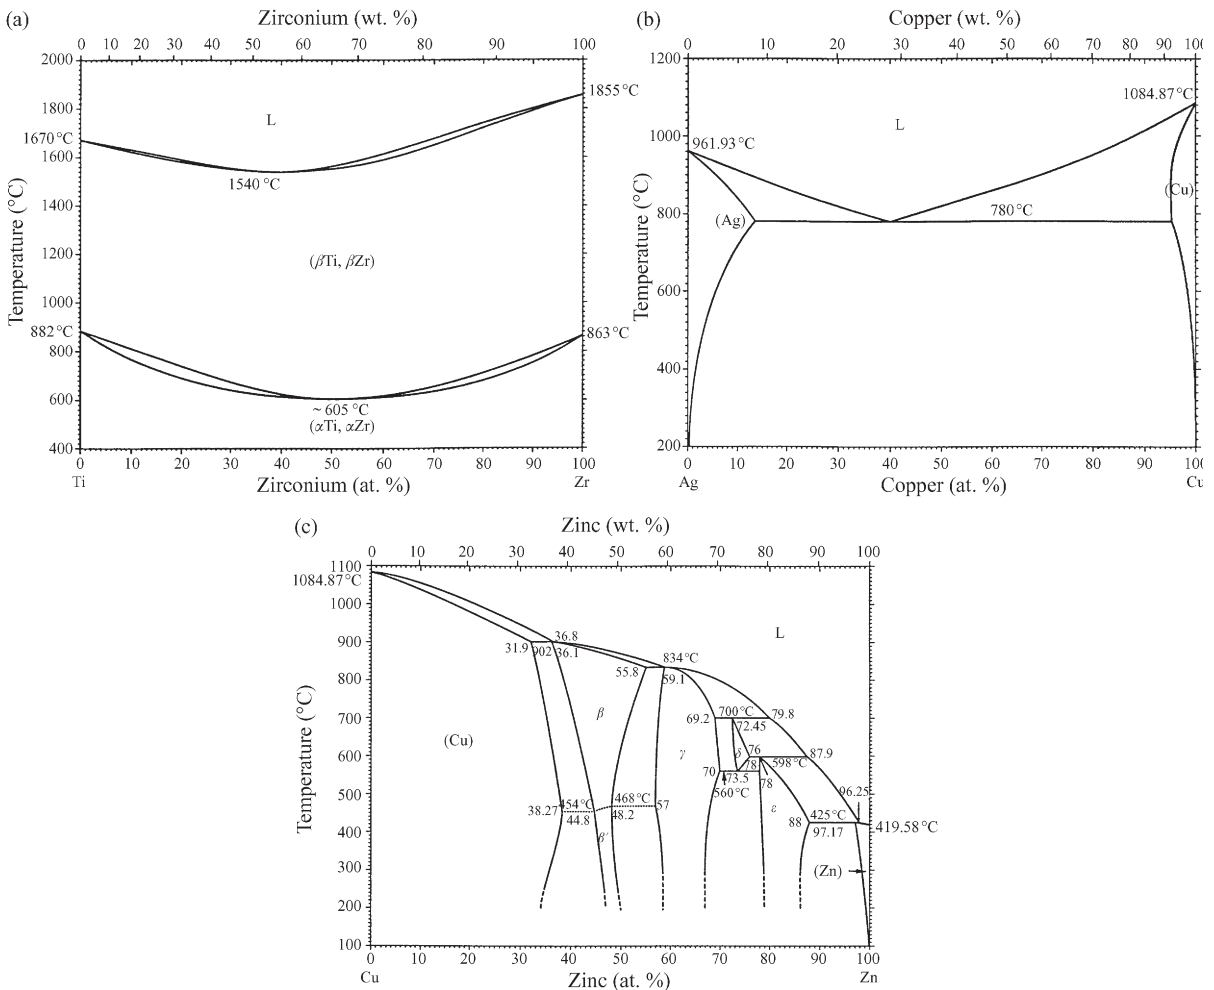 (a)
Zirconium (wt. %)
0 10 20 30 40 50 60 70 80 90 100
2000
1800
1600
1400
1200
1000
800
600
400
Temperature (°C)
1670 °C
1855 °C
L
1540 °C
(βTi, βZr)
882 °C
863 °C
~ 605 °C
(αTi, αZr)
0 10 20 30 40 50 60 70 80 90 100
Ti Zirconium (at. %) Zr
(b)
Copper (wt. %)
0 10 20 30 40 50 60 70 80 90 100
1200
1000
800
600
400
200
Temperature (°C)
1084.87 °C
L
961.93 °C
(Cu)
(Ag)
780 °C
0 10 20 30 40 50 60 70 80 90 100
Ag Copper (at. %) Cu
(c)
Zinc (wt. %)
0 10 20 30 40 50 60 70 80 90 100
1100
1000
900
800
700
600
500
400
300
200
100
Temperature (°C)
1084.87 °C
L
36.8
31.9 902 36.1
834 °C
55.8 59.1
β
69.2 700 °C 79.8
72.45
(Cu)
γ
δ 76
87.9
598 °C
78
70 73.5 78
560 °C
96.25
454 °C 468 °C
38.27 57
44.8 48.2
ε
425 °C
88
97.17
419.58 °C
β′
(Zn)
0 10 20 30 40 50 60 70 80 90 100
Cu Zinc (at. %) Zn